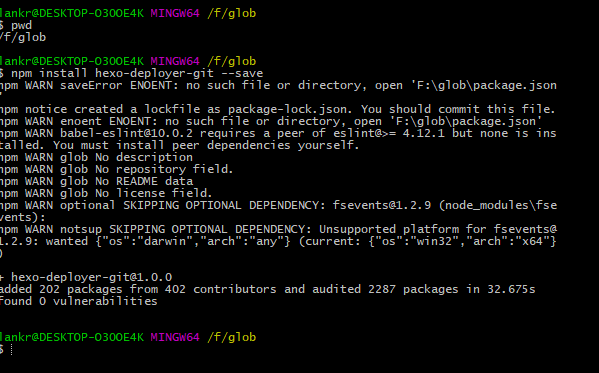 lankr@DESKTOP-O3OOE4K MINGW64 /f/glob
$ pwd
/f/glob
lankr@DESKTOP-O3OOE4K MINGW64 /f/glob
$ npm install hexo-deployer-git --save
npm WARN saveError ENOENT: no such file or directory, open 'F:\glob\package.json
'
npm notice created a lockfile as package-lock.json. You should commit this file.
npm WARN enoent ENOENT: no such file or directory, open 'F:\glob\package.json'
npm WARN babel-eslint@10.0.2 requires a peer of eslint@>= 4.12.1 but none is ins
talled. You must install peer dependencies yourself.
npm WARN glob No description
npm WARN glob No repository field.
npm WARN glob No README data
npm WARN glob No license field.
npm WARN optional SKIPPING OPTIONAL DEPENDENCY: fsevents@1.2.9 (node_modules\fse
vents):
npm WARN notsup SKIPPING OPTIONAL DEPENDENCY: Unsupported platform for fsevents@
1.2.9: wanted {"os":"darwin","arch":"any"} (current: {"os":"win32","arch":"x64"}
)
+ hexo-deployer-git@1.0.0
added 202 packages from 402 contributors and audited 2287 packages in 32.675s
found 0 vulnerabilities
lankr@DESKTOP-O3OOE4K MINGW64 /f/glob
$